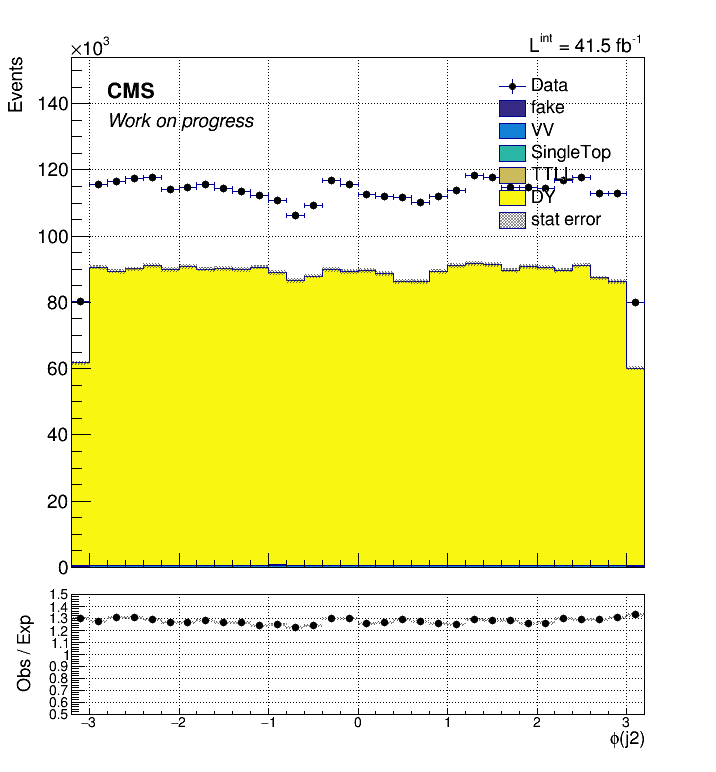 ×10³
L^int = 41.5 fb⁻¹
Events
CMS
Work on progress
Data
fake
VV
SingleTop
TTLL
DY
stat error
140
120
100
80
60
40
20
0
Obs / Exp
1.5
1.4
1.3
1.2
1.1
1
0.9
0.8
0.7
0.6
0.5
−3 −2 −1 0 1 2 3
ϕ(j2)